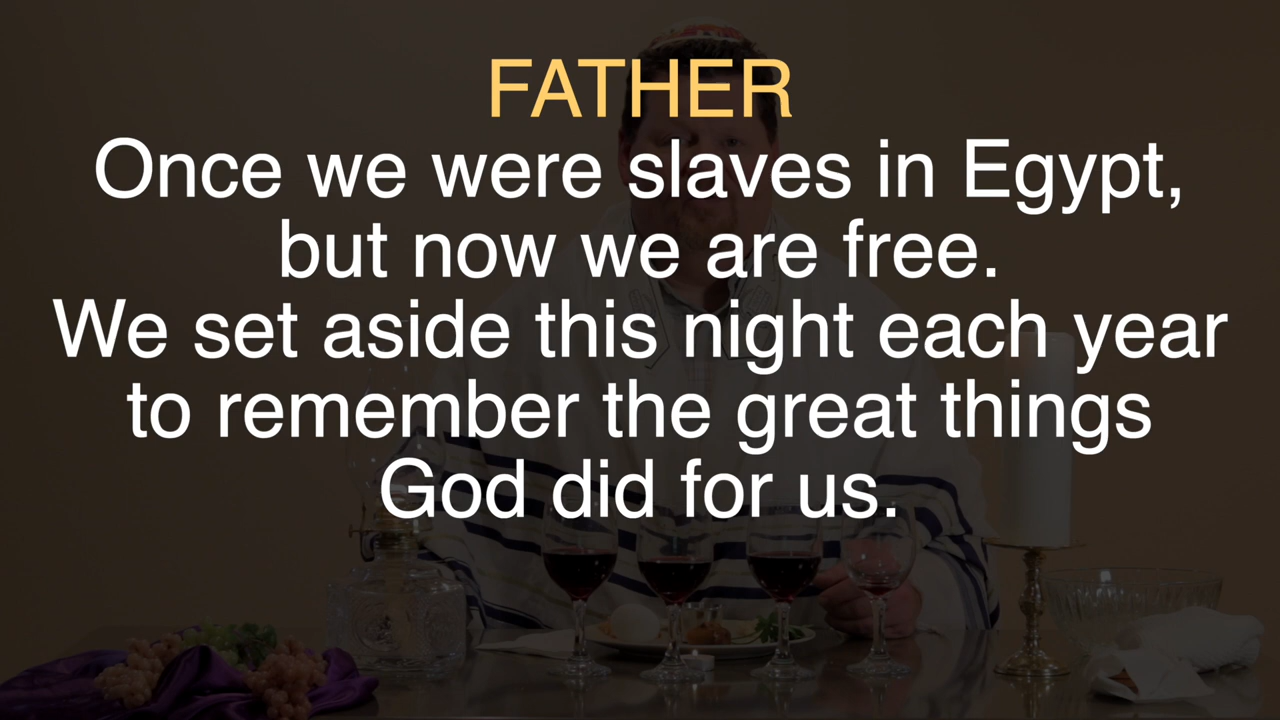 FATHER
Once we were slaves in Egypt,
but now we are free.
We set aside this night each year
to remember the great things
God did for us.